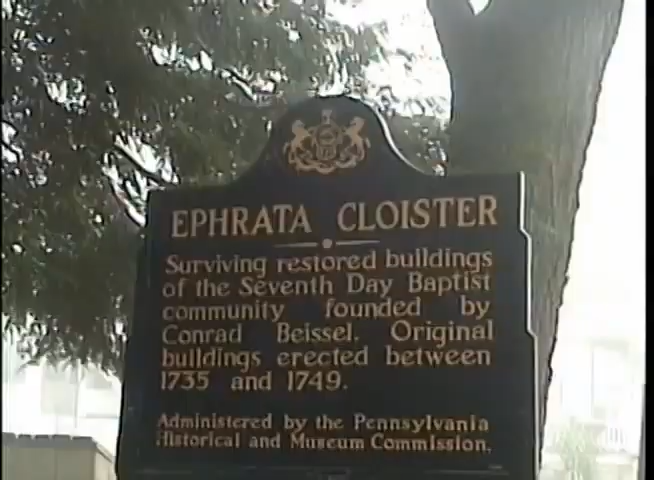 EPHRATA CLOISTER
Surviving restored buildings
of the Seventh Day Baptist
community founded by
Conrad Beissel. Original
buildings erected between
1735 and 1749.
Administered by the Pennsylvania
Historical and Museum Commission.